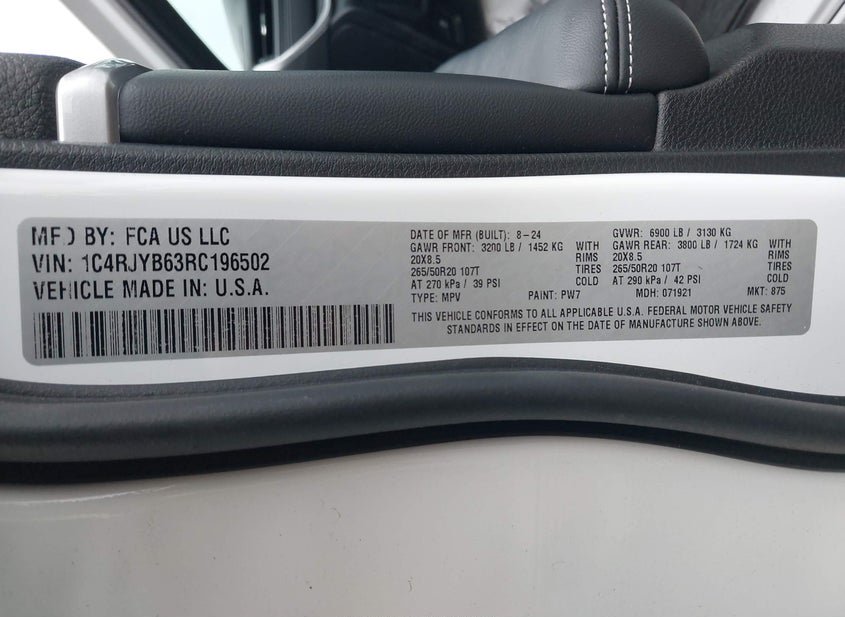 MFD BY: FCA US LLC
VIN: 1C4RJYB63RC196502
VEHICLE MADE IN: U.S.A.
DATE OF MFR (BUILT): 8-24
GAWR FRONT: 3200 LB / 1452 KG WITH
20X8.5 RIMS
265/50R20 107T TIRES
AT 270 kPa / 39 PSI COLD
TYPE: MPV PAINT: PW7
GVWR: 6900 LB / 3130 KG
GAWR REAR: 3800 LB / 1724 KG WITH
20X8.5 RIMS
265/50R20 107T TIRES
AT 290 kPa / 42 PSI COLD
MDH: 071921 MKT: 875
THIS VEHICLE CONFORMS TO ALL APPLICABLE U.S.A. FEDERAL MOTOR VEHICLE SAFETY
STANDARDS IN EFFECT ON THE DATE OF MANUFACTURE SHOWN ABOVE.